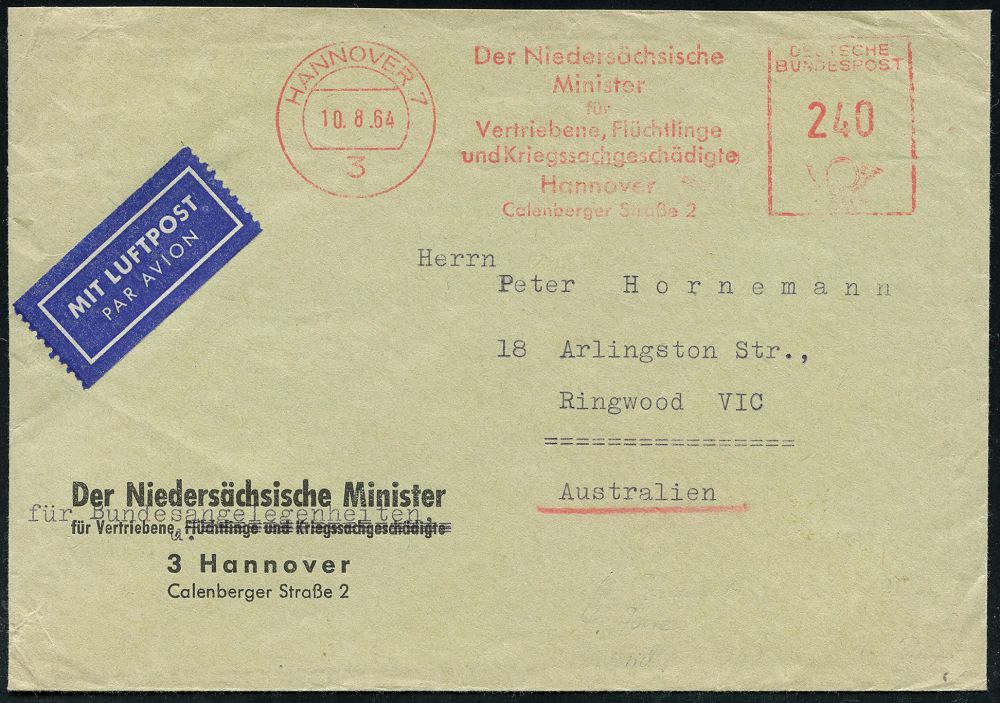 HANNOVER 7
10. 8. 64
3
Der Niedersächsische
Minister
für
Vertriebene, Flüchtlinge
und Kriegssachgeschädigte
Hannover
Calenberger Straße 2
DEUTSCHE
BUNDESPOST
240
MIT LUFTPOST
PAR AVION
Herrn
Peter Hornemann
18 Arlingston Str.,
Ringwood VIC
================
Australien
Der Niedersächsische Minister
für Bundesangelegenheiten,
für Vertriebene, Flüchtlinge und Kriegssachgeschädigte
u.
3 Hannover
Calenberger Straße 2